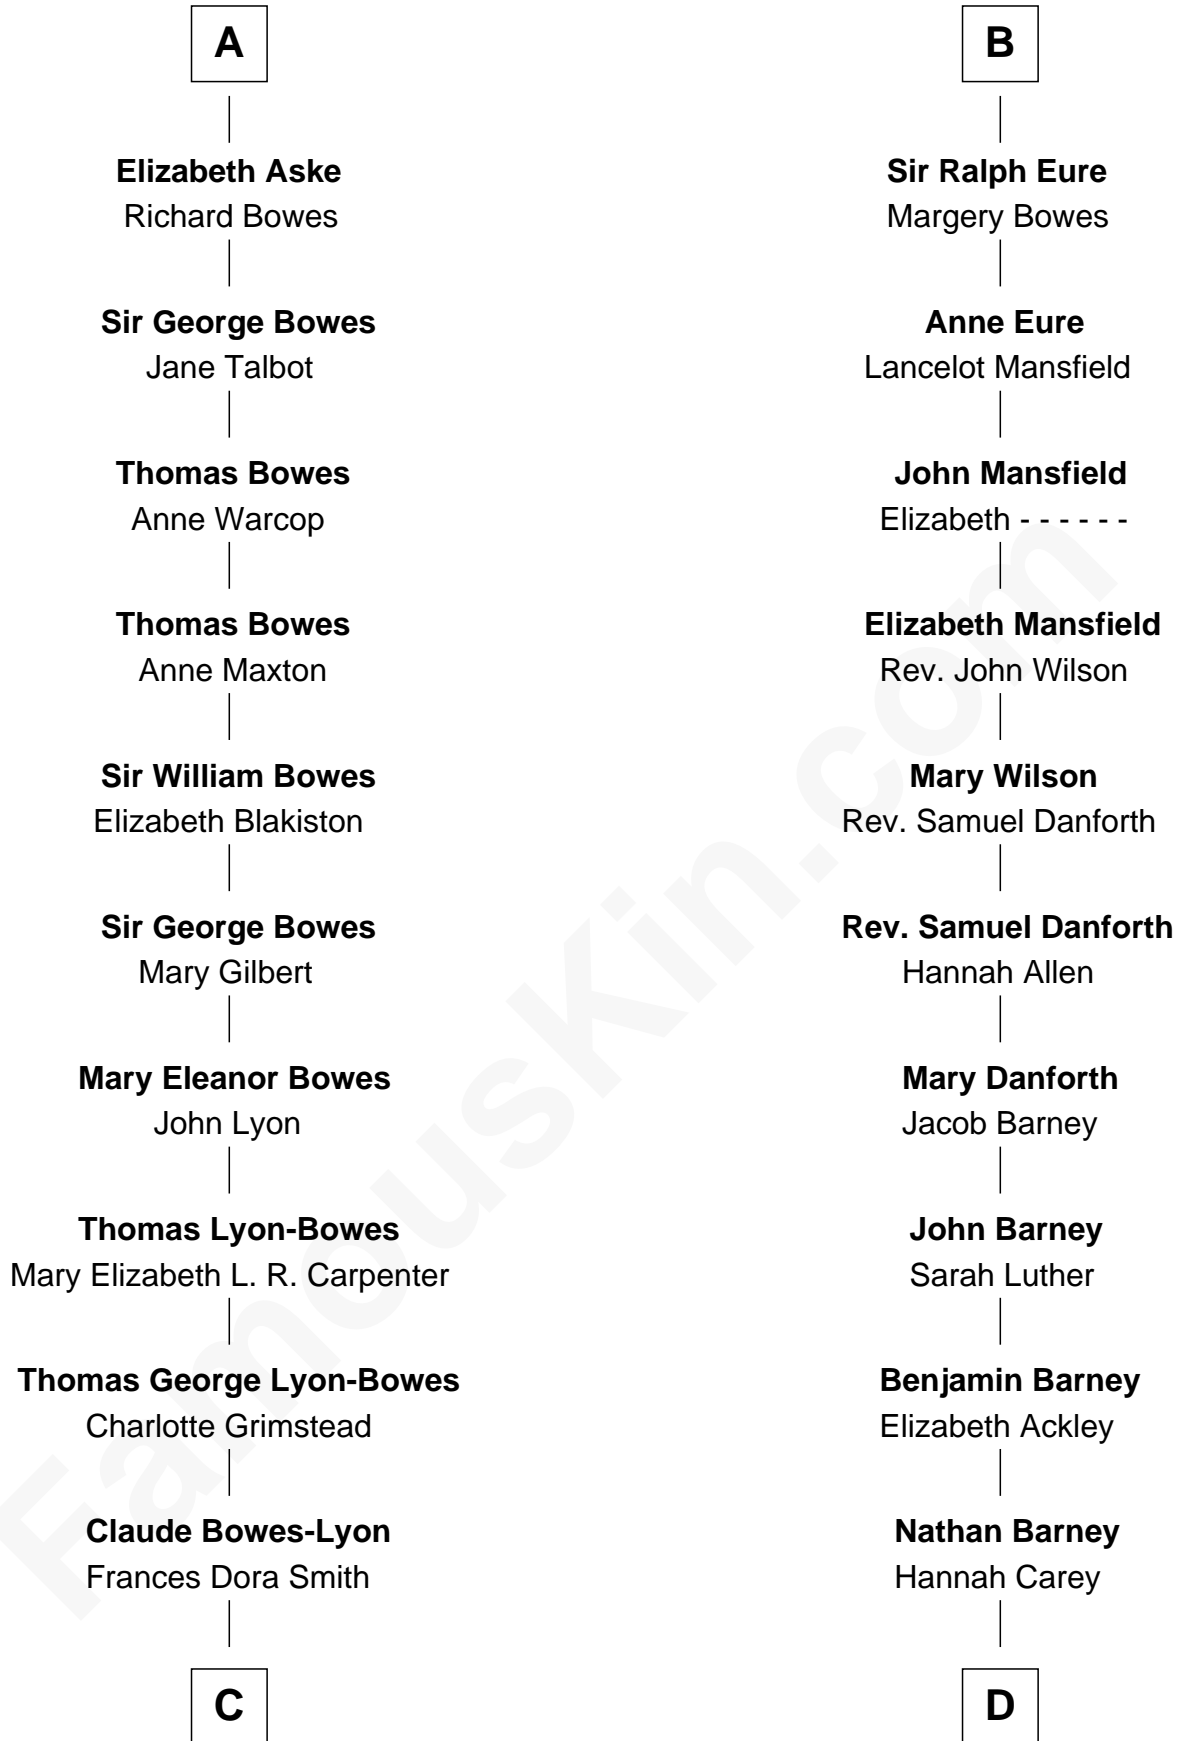 A
Elizabeth Aske
Richard Bowes
Sir George Bowes
Jane Talbot
Thomas Bowes
Anne Warcop
Thomas Bowes
Anne Maxton
Sir William Bowes
Elizabeth Blakiston
Sir George Bowes
Mary Gilbert
Mary Eleanor Bowes
John Lyon
Thomas Lyon-Bowes
Mary Elizabeth L. R. Carpenter
Thomas George Lyon-Bowes
Charlotte Grimstead
Claude Bowes-Lyon
Frances Dora Smith
C
B
Sir Ralph Eure
Margery Bowes
Anne Eure
Lancelot Mansfield
John Mansfield
Elizabeth - - - - - -
Elizabeth Mansfield
Rev. John Wilson
Mary Wilson
Rev. Samuel Danforth
Rev. Samuel Danforth
Hannah Allen
Mary Danforth
Jacob Barney
John Barney
Sarah Luther
Benjamin Barney
Elizabeth Ackley
Nathan Barney
Hannah Carey
D
FamousKin.com